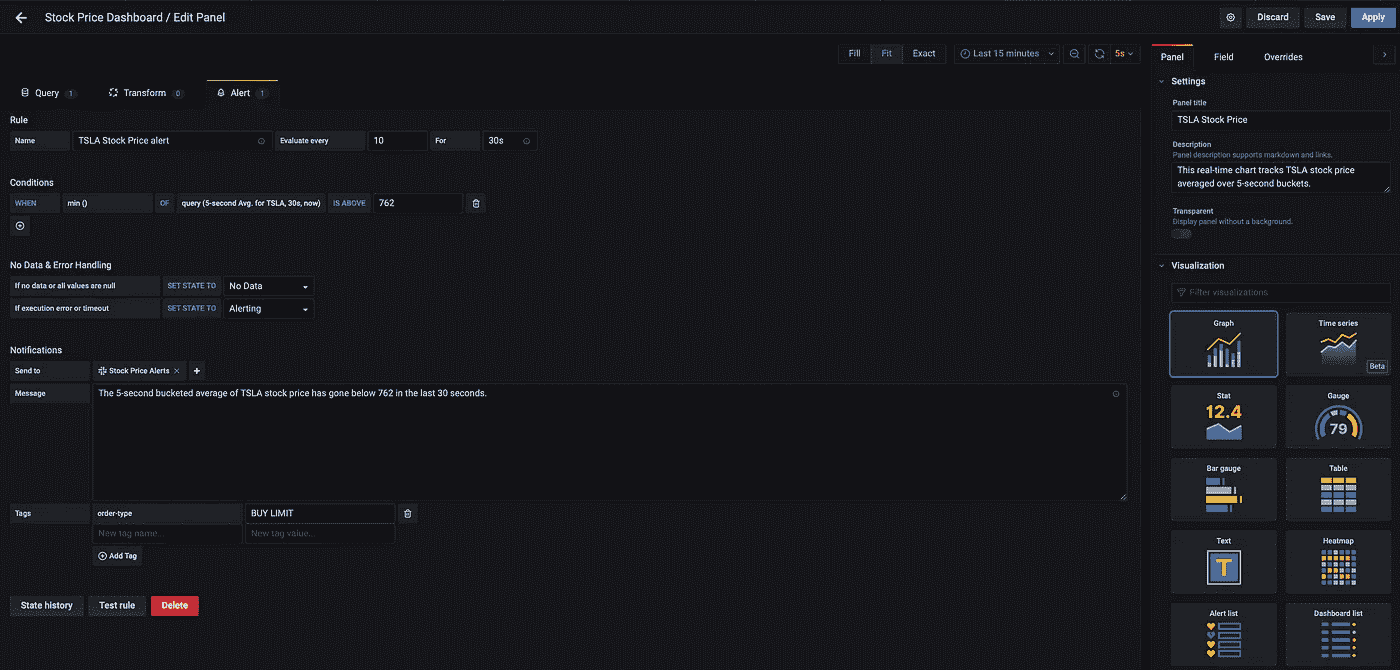 Stock Price Dashboard / Edit Panel
Discard Save Apply
Fill Fit Exact Last 15 minutes 5s
Panel Field Overrides
Query 1 Transform 0 Alert 1
Rule
Name TSLA Stock Price alert Evaluate every 10 For 30s
Conditions
WHEN min () OF query (5-second Avg. for TSLA, 30s, now) IS ABOVE 762
No Data & Error Handling
If no data or all values are null SET STATE TO No Data
If execution error or timeout SET STATE TO Alerting
Notifications
Send to Stock Price Alerts
Message The 5-second bucketed average of TSLA stock price has gone below 762 in the last 30 seconds.
Tags order-type BUY LIMIT
New tag name... New tag value...
Add Tag
State history Test rule Delete
Settings
Panel title
TSLA Stock Price
Description
Panel description supports markdown and links.
This real-time chart tracks TSLA stock price
averaged over 5-second buckets.
Transparent
Display panel without a background.
Visualization
Filter visualizations
Graph Time series
Beta
Stat Gauge
12.4 79
Bar gauge Table
Text Heatmap
T
Alert list Dashboard list